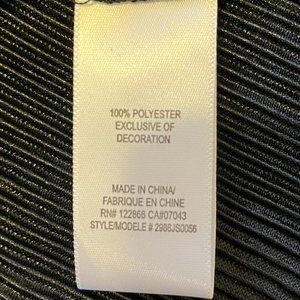 100% POLYESTER
EXCLUSIVE OF
DECORATION
MADE IN CHINA/
FABRIQUE EN CHINE
RN# 122866 CA#07043
STYLE/MODELE # 2986JS0056